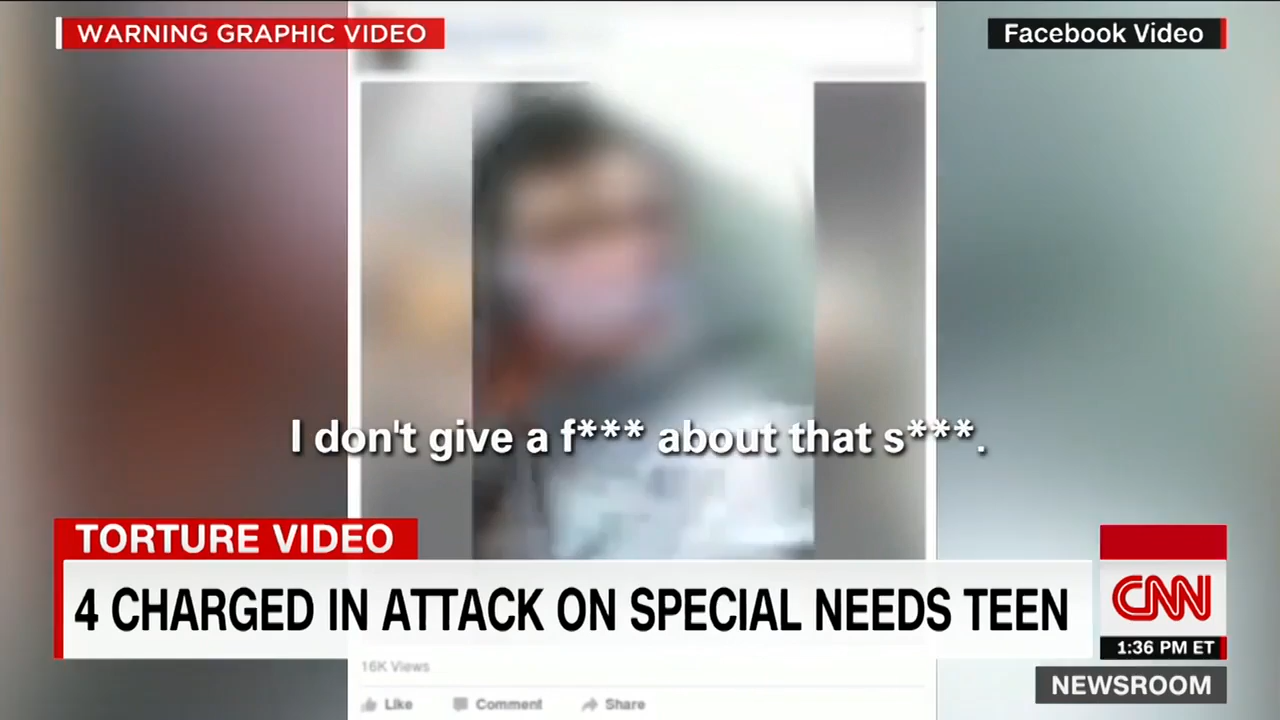 WARNING GRAPHIC VIDEO
Facebook Video
I don't give a f*** about that s***.
TORTURE VIDEO
4 CHARGED IN ATTACK ON SPECIAL NEEDS TEEN
CNN
1:36 PM ET
NEWSROOM
16K Views
Like Comment Share